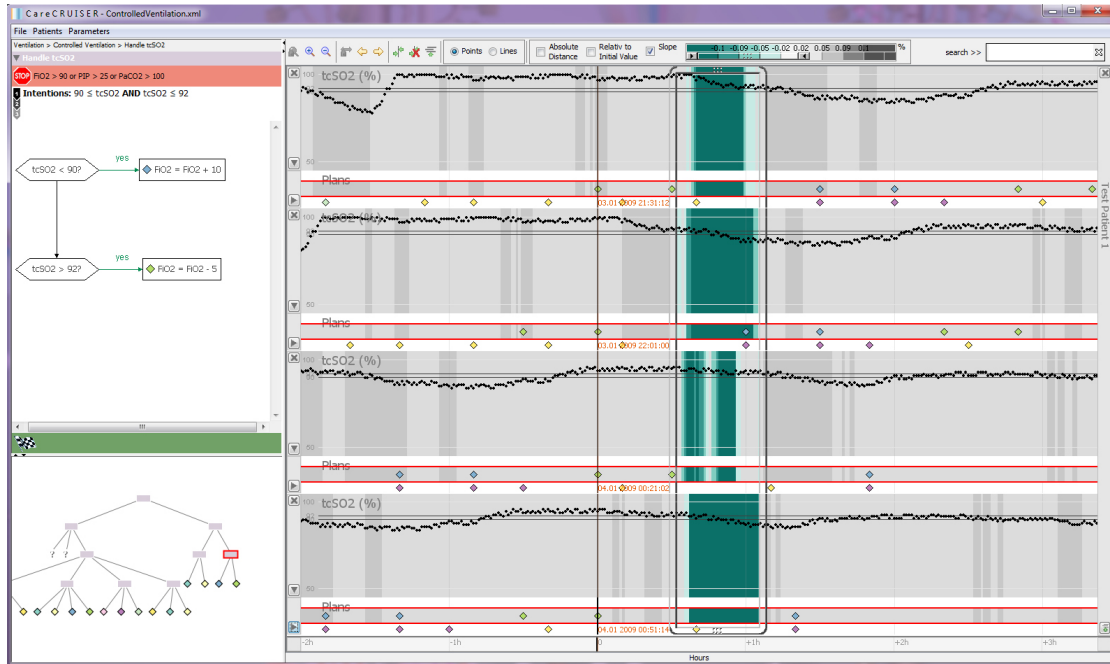 CareCRUISER - ControlledVentilation.xml
File Patients Parameters
Ventilation > Controlled Ventilation > Handle tcSO2
Handle tcSO2
STOP FiO2 > 90 or PIP > 25 or PaCO2 > 100
Intentions: 90 ≤ tcSO2 AND tcSO2 ≤ 92
tcSO2 < 90?
yes
FiO2 = FiO2 + 10
tcSO2 > 92?
yes
FiO2 = FiO2 - 5
? ?
Points Lines
Absolute Distance
Relativ to Initial Value
Slope
-0.1 -0.09 -0.05 -0.02 0.02 0.05 0.09 0.1 %
search >>
100 tcSO2 (%)
50
Plans
03.01 2009 21:31:12
100 tcSO2 (%)
50
Plans
03.01 2009 22:01:00
100 tcSO2 (%)
50
Plans
04.01 2009 00:21:02
100 tcSO2 (%)
50
Plans
04.01 2009 00:51:14
Test Patient 1
-2h -1h 0 +1h +2h +3h
Hours